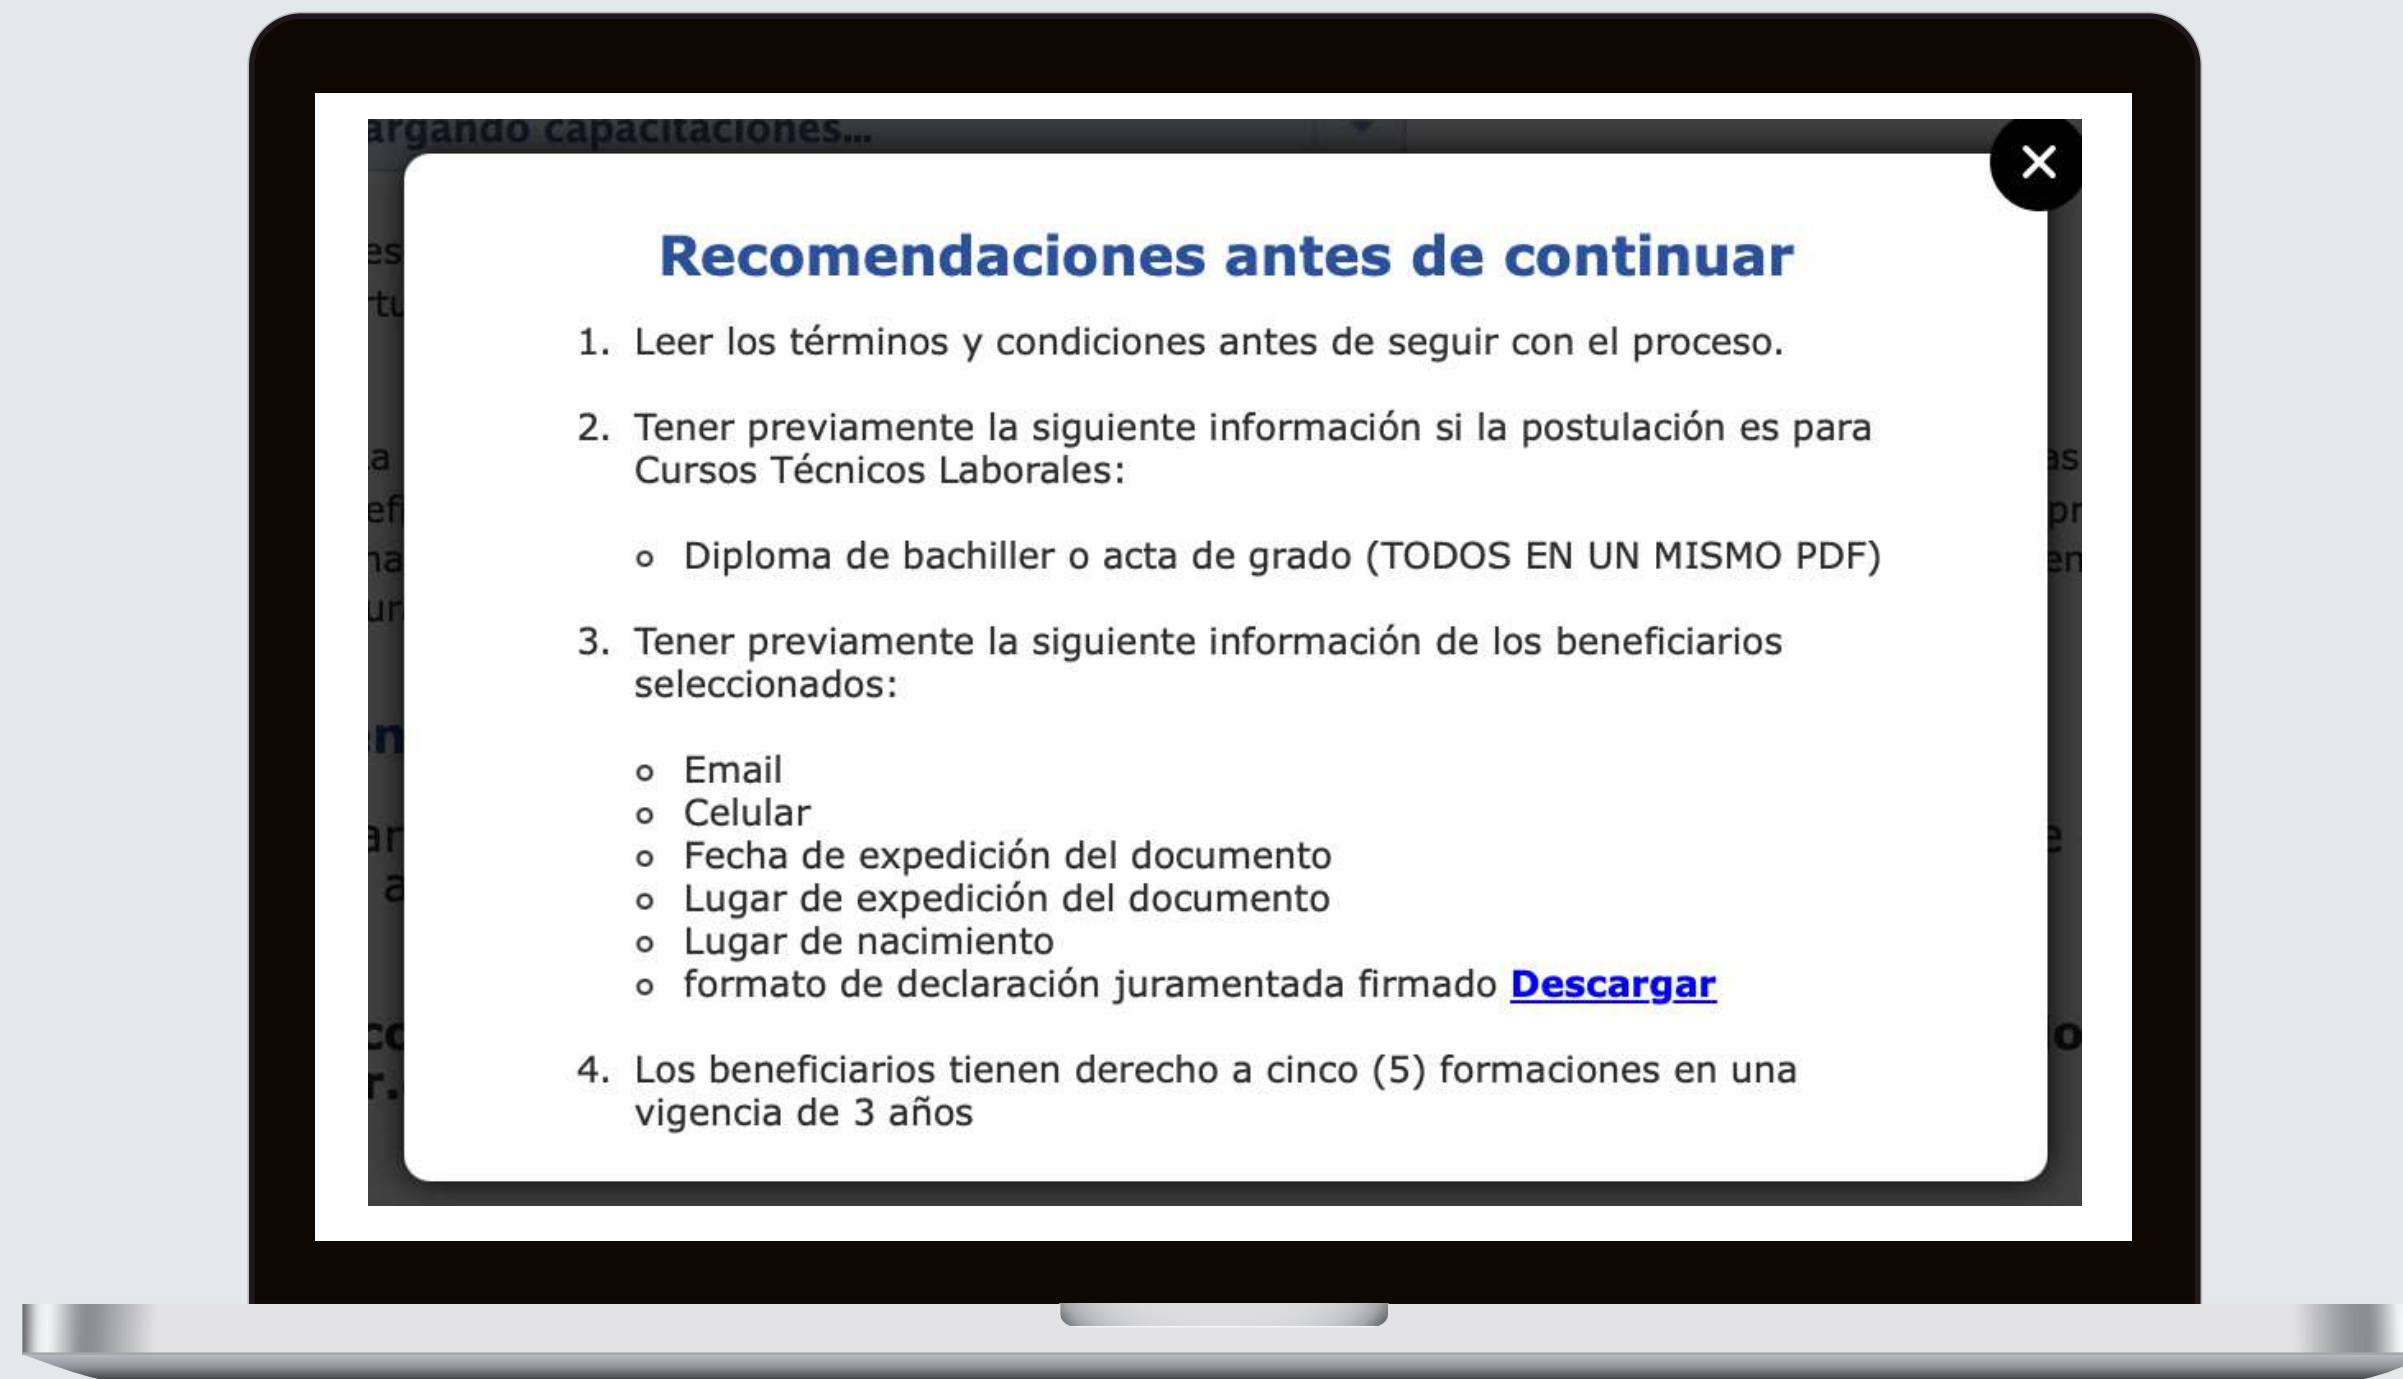 argando capacitaciones...
Recomendaciones antes de continuar
1. Leer los términos y condiciones antes de seguir con el proceso.
2. Tener previamente la siguiente información si la postulación es para
Cursos Técnicos Laborales:
Diploma de bachiller o acta de grado (TODOS EN UN MISMO PDF)
3. Tener previamente la siguiente información de los beneficiarios
seleccionados:
Email
Celular
Fecha de expedición del documento
Lugar de expedición del documento
Lugar de nacimiento
formato de declaración juramentada firmado Descargar
4. Los beneficiarios tienen derecho a cinco (5) formaciones en una
vigencia de 3 años